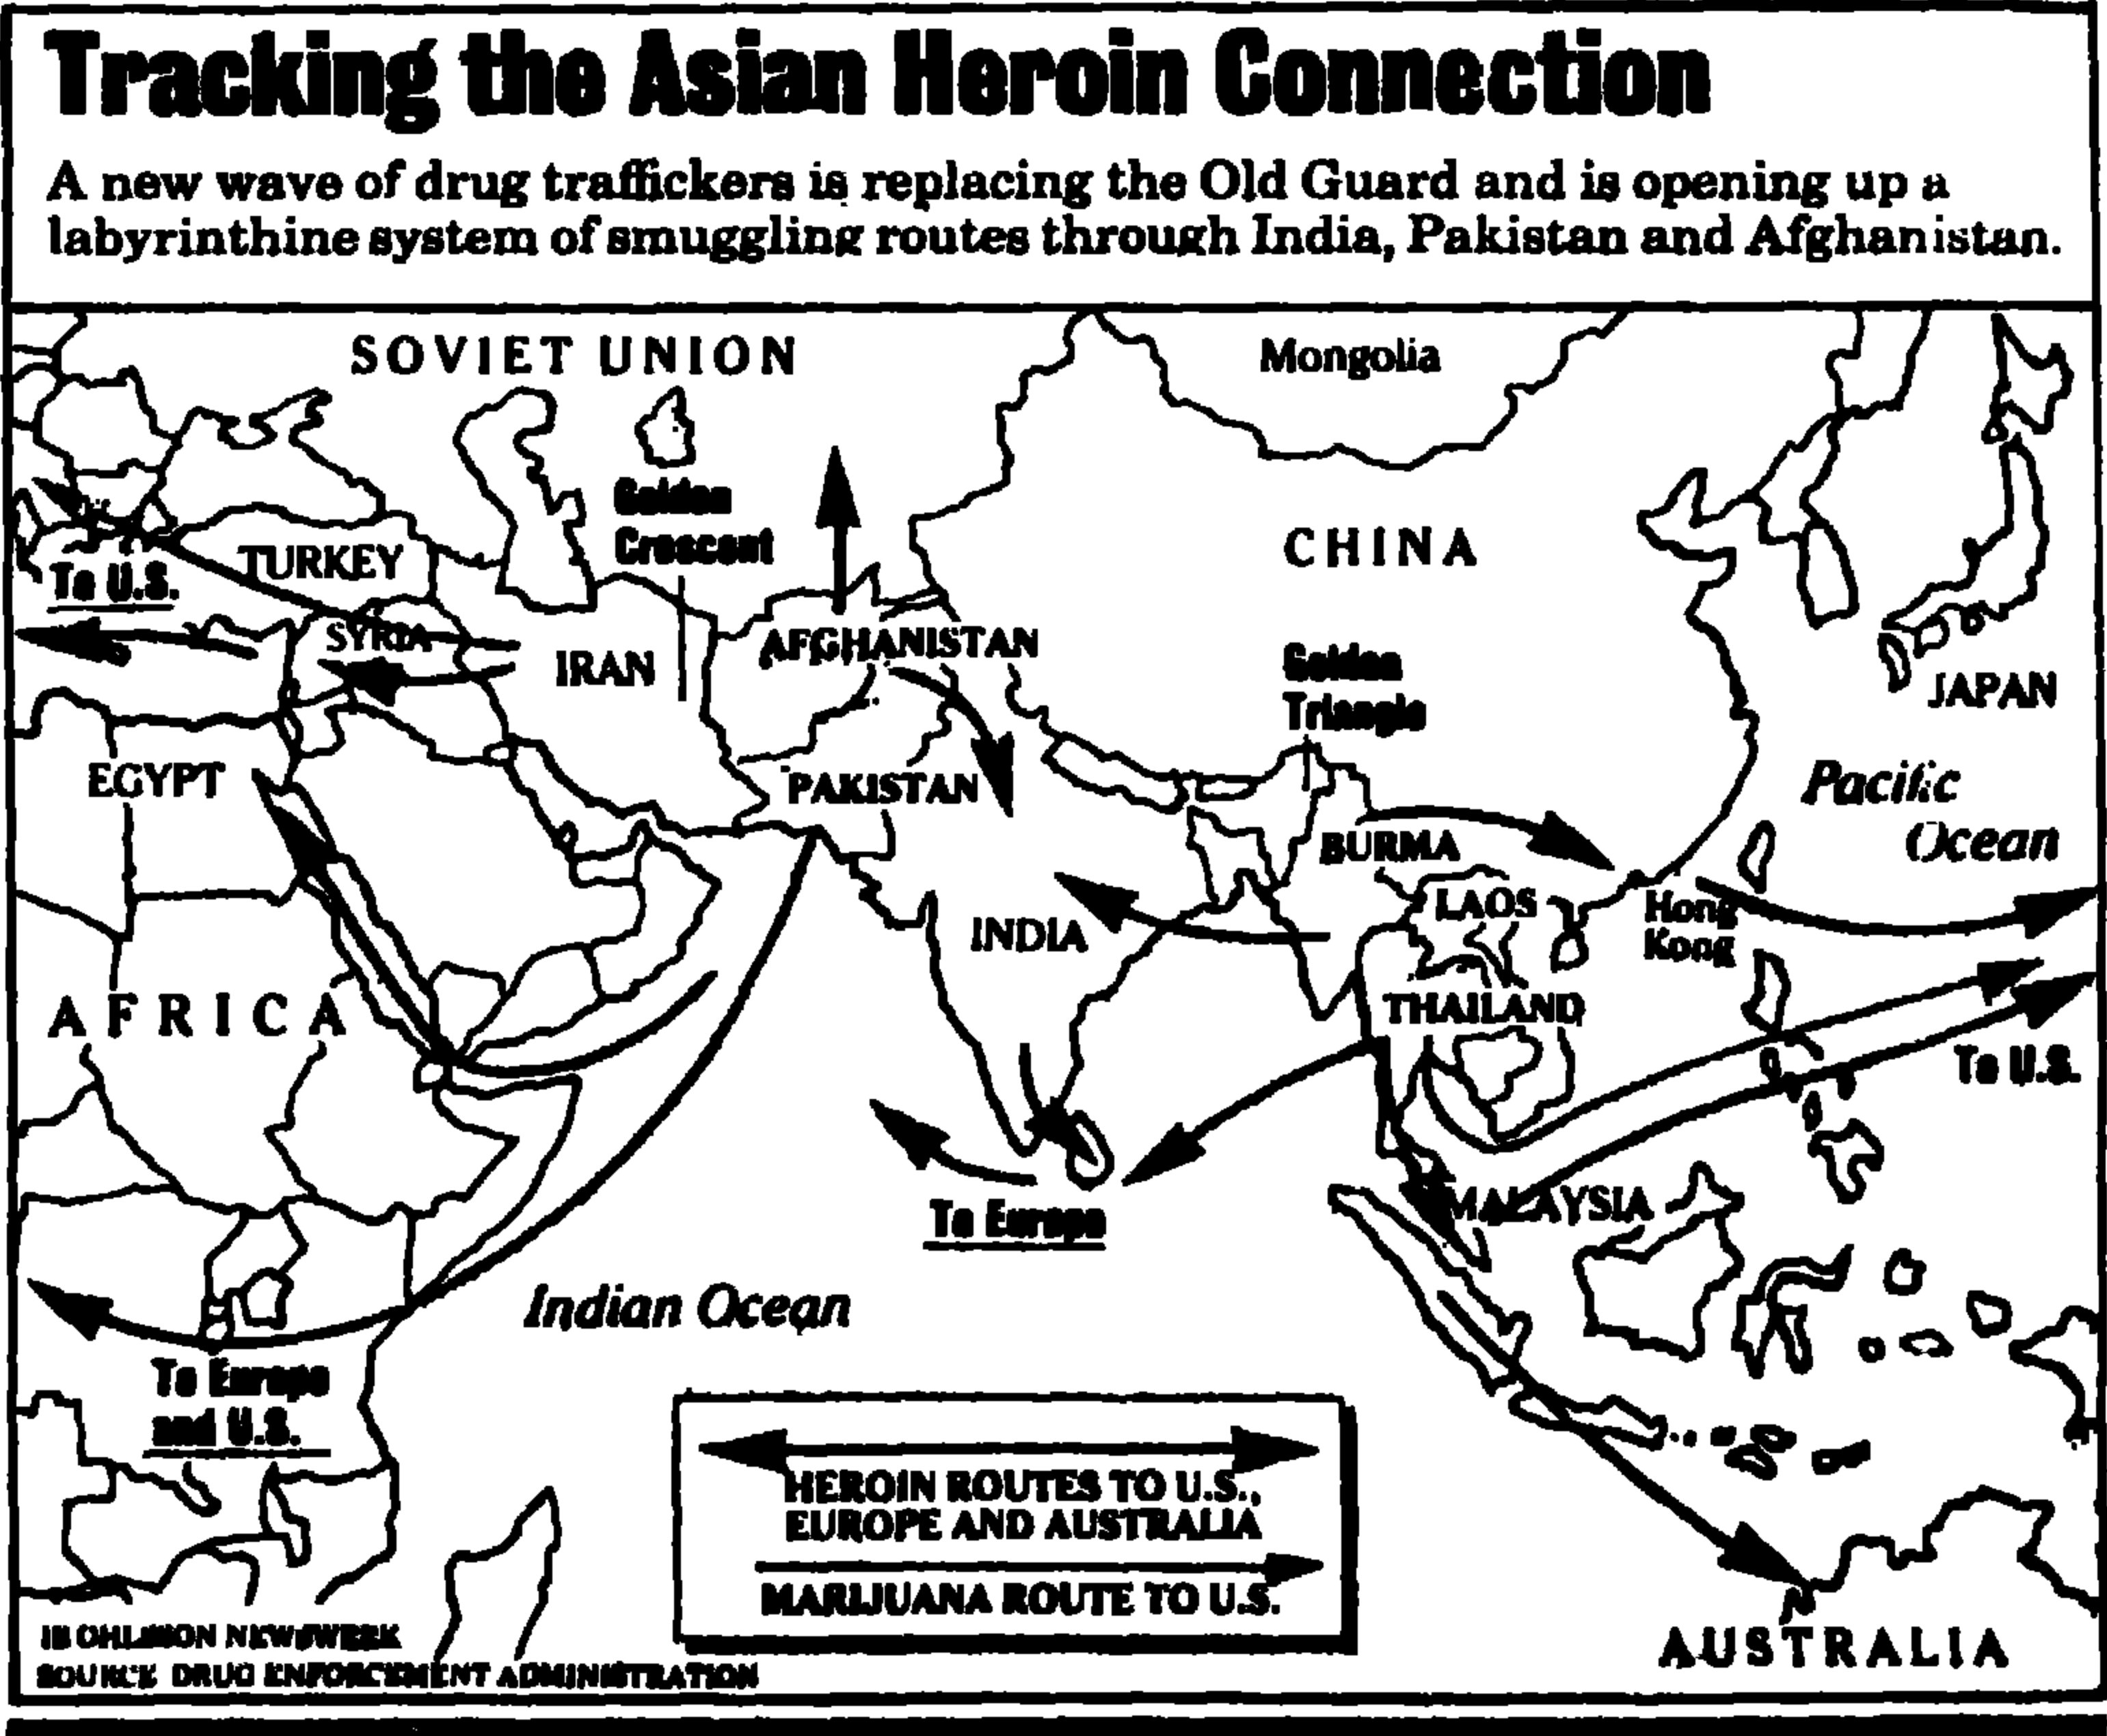 Tracking the Asian Heroin Connection
A new wave of drug traffickers is replacing the Old Guard and is opening up a
labyrinthine system of smuggling routes through India, Pakistan and Afghanistan.
SOVIET UNION
Mongolia
Golden
Crescent
CHINA
TURKEY
To U.S.
SYRIA
IRAN
AFGHANISTAN
Golden
Triangle
JAPAN
EGYPT
PAKISTAN
Pacific
Ocean
BURMA
LAOS
Hong
Kong
INDIA
AFRICA
THAILAND
To U.S.
MALAYSIA
To Europe
Indian Ocean
To Europe
and U.S.
HEROIN ROUTES TO U.S.,
EUROPE AND AUSTRALIA
MARIJUANA ROUTE TO U.S.
AUSTRALIA
IB OHLSSON NEWSWEEK
SOURCE DRUG ENFORCEMENT ADMINISTRATION